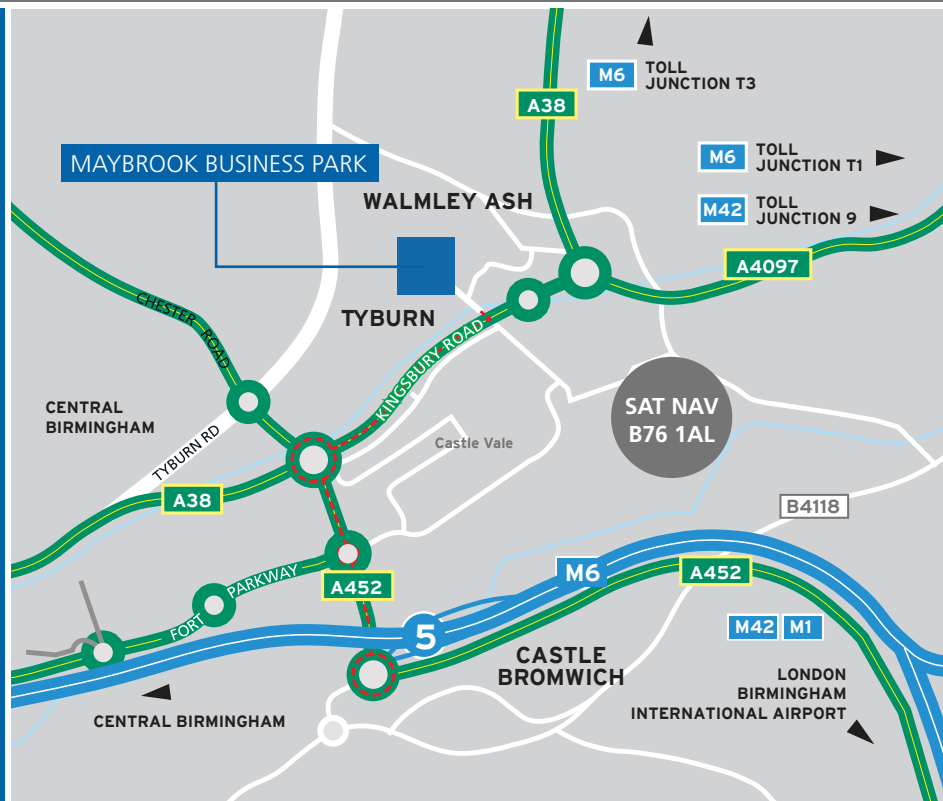 M6
TOLL
JUNCTION T3
A38
MAYBROOK BUSINESS PARK
M6
TOLL
JUNCTION T1
WALMLEY ASH
M42
TOLL
JUNCTION 9
A4097
CHESTER ROAD
TYBURN
KINGSBURY ROAD
CENTRAL
BIRMINGHAM
SAT NAV
B76 1AL
TYBURN RD
Castle Vale
A38
B4118
FORT PARKWAY
A452
M6
A452
5
M42
M1
CASTLE
BROMWICH
LONDON
BIRMINGHAM
INTERNATIONAL AIRPORT
CENTRAL BIRMINGHAM